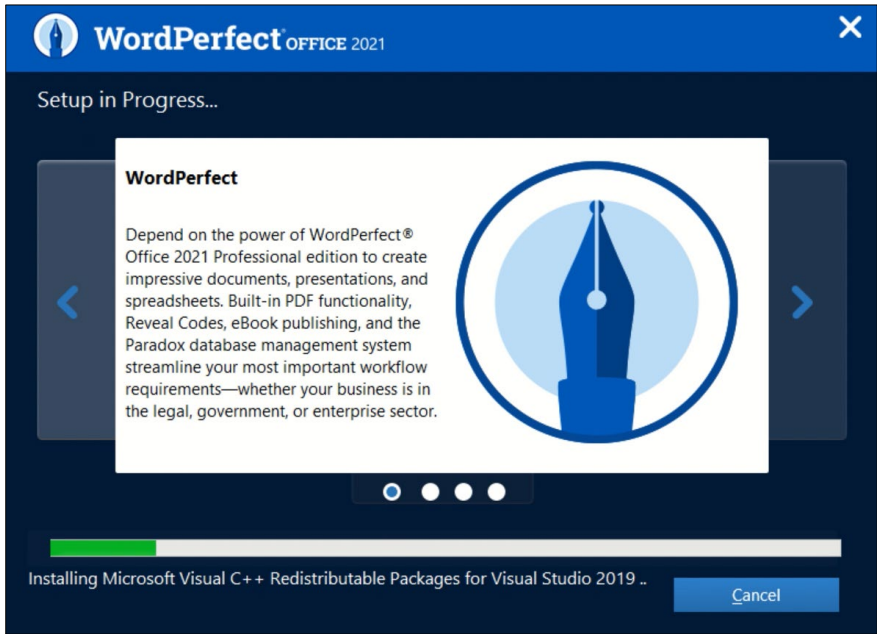 WordPerfect® OFFICE 2021
Setup in Progress...
WordPerfect
Depend on the power of WordPerfect®
Office 2021 Professional edition to create
impressive documents, presentations, and
spreadsheets. Built-in PDF functionality,
Reveal Codes, eBook publishing, and the
Paradox database management system
streamline your most important workflow
requirements—whether your business is in
the legal, government, or enterprise sector.
Installing Microsoft Visual C++ Redistributable Packages for Visual Studio 2019 ..
Cancel